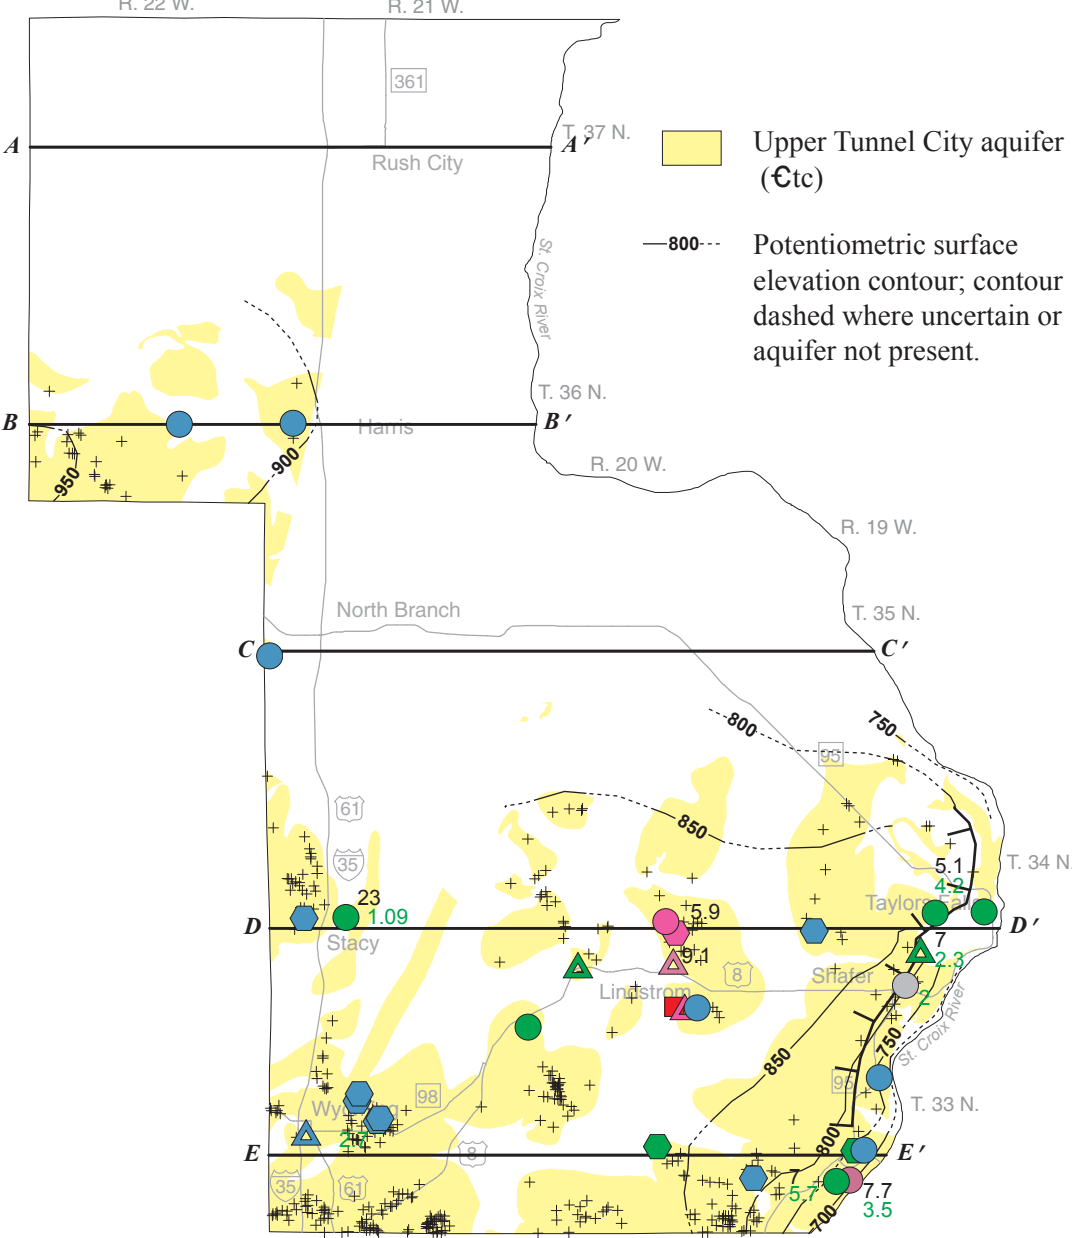 R. 22 W.
R. 21 W.
361
A
A′
T. 37 N.
Rush City
Upper Tunnel City aquifer
(Єtc)
800
Potentiometric surface
elevation contour; contour
dashed where uncertain or
aquifer not present.
St. Croix River
T. 36 N.
B
B′
Harris
900
950
R. 20 W.
R. 19 W.
North Branch
T. 35 N.
C
C′
800
750
95
61
850
35
T. 34 N.
5.1
4.2
23
1.09
5.9
Taylors Falls
D
D′
Stacy
7
2.3
9.1
8
Shafer
Lindstrom
2
St. Croix River
750
850
98
95
T. 33 N.
Wyoming
2.7
800
E
E′
8
35
61
7
5.7
7.7
3.5
700